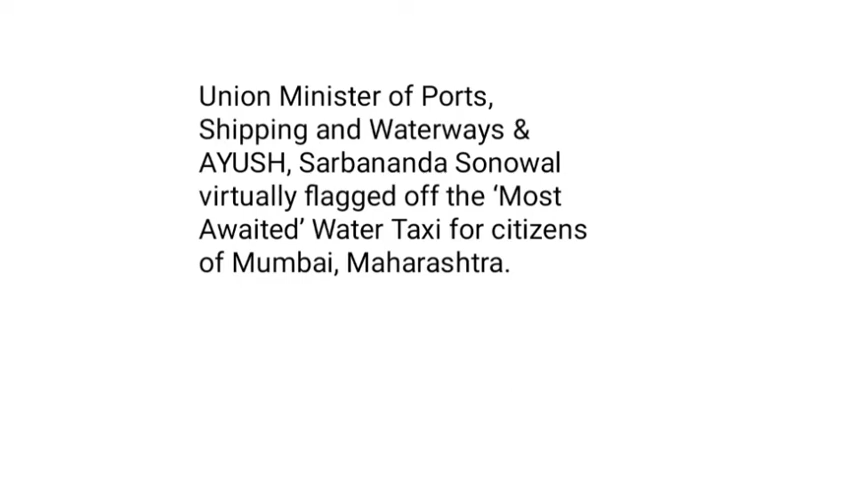 Union Minister of Ports,
Shipping and Waterways &
AYUSH, Sarbananda Sonowal
virtually flagged off the ‘Most
Awaited’ Water Taxi for citizens
of Mumbai, Maharashtra.